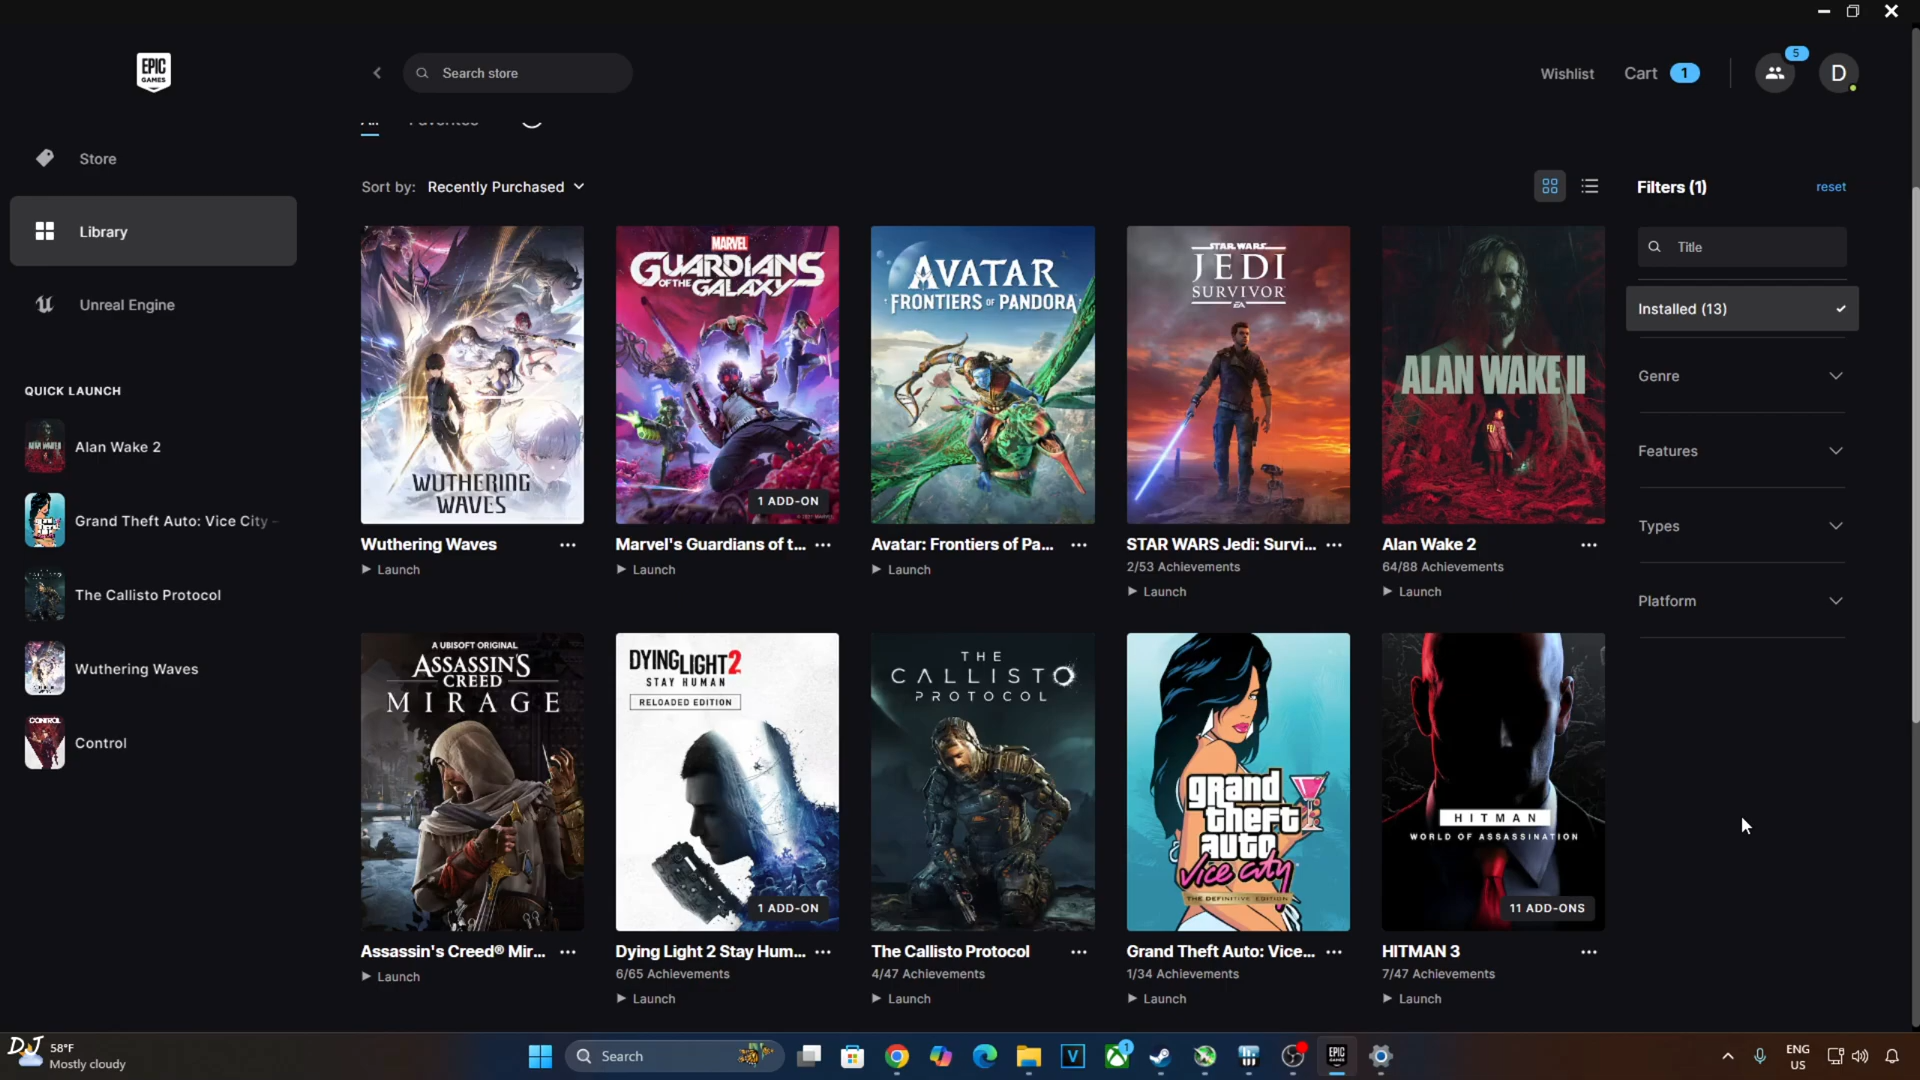 EPIC
GAMES
Search store
Wishlist
Cart 1
5
D
All Favorites
Store
Library
Unreal Engine
QUICK LAUNCH
Alan Wake 2
Grand Theft Auto: Vice City -
The Callisto Protocol
Wuthering Waves
CONTROL
Control
Sort by: Recently Purchased
WUTHERING
WAVES
Wuthering Waves ...
Launch
MARVEL
GUARDIANS
OF THE GALAXY
1 ADD-ON
Marvel's Guardians of t... ...
Launch
AVATAR
FRONTIERS OF PANDORA
Avatar: Frontiers of Pa... ...
Launch
STAR WARS
JEDI
SURVIVOR
EA
STAR WARS Jedi: Survi... ...
2/53 Achievements
Launch
ALAN WAKE II
Alan Wake 2 ...
64/88 Achievements
Launch
A UBISOFT ORIGINAL
ASSASSIN'S
CREED
MIRAGE
Assassin's Creed® Mir... ...
Launch
DYING LIGHT 2
STAY HUMAN
RELOADED EDITION
1 ADD-ON
Dying Light 2 Stay Hum... ...
6/65 Achievements
Launch
THE
CALLISTO
PROTOCOL
The Callisto Protocol ...
4/47 Achievements
Launch
grand
theft
auto
Vice City
THE DEFINITIVE EDITION
Grand Theft Auto: Vice... ...
1/34 Achievements
Launch
HITMAN
WORLD OF ASSASSINATION
11 ADD-ONS
HITMAN 3 ...
7/47 Achievements
Launch
Filters (1) reset
Title
Installed (13)
Genre
Features
Types
Platform
DJ
58°F
Mostly cloudy
Search
V
1
EPIC
GAMES
ENG
US